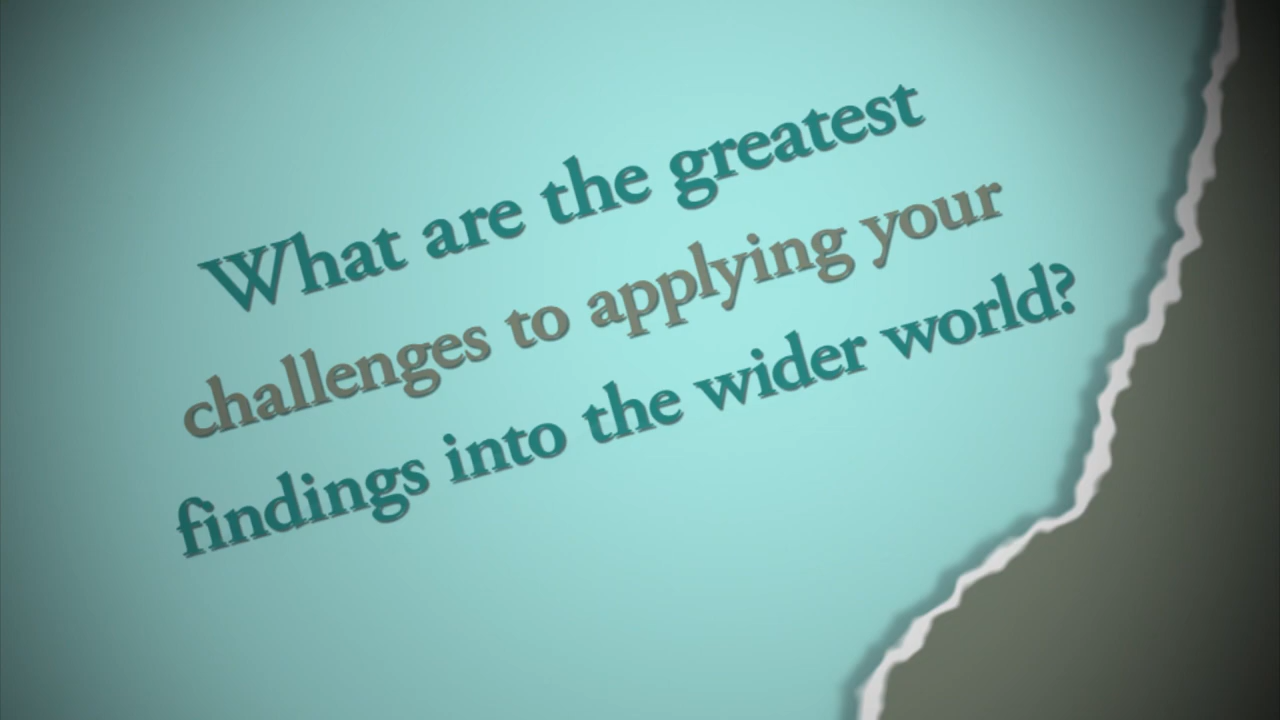 What are the greatest
challenges to applying your
findings into the wider world?